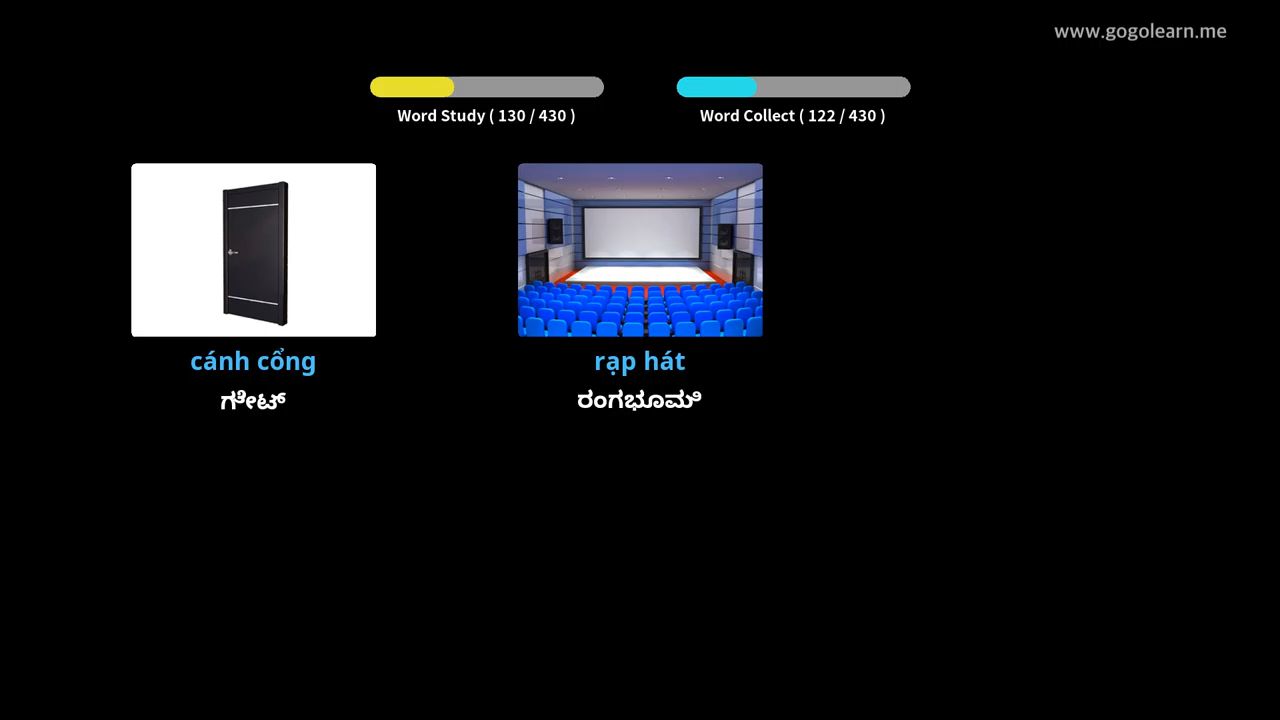 www.gogolearn.me
Word Study ( 130 / 430 )
Word Collect ( 122 / 430 )
cánh cổng
rạp hát
ಗೇಟ್
ರಂಗಭೂಮಿ